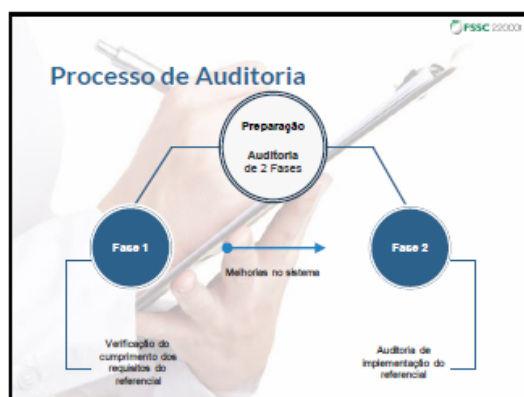 FSSC 22000
Processo de Auditoria
Preparação
Auditoria
de 2 Fases
Fase 1
Fase 2
Melhorias no sistema
Verificação do
cumprimento dos
requisitos do
referencial
Auditoria de
implementação do
referencial